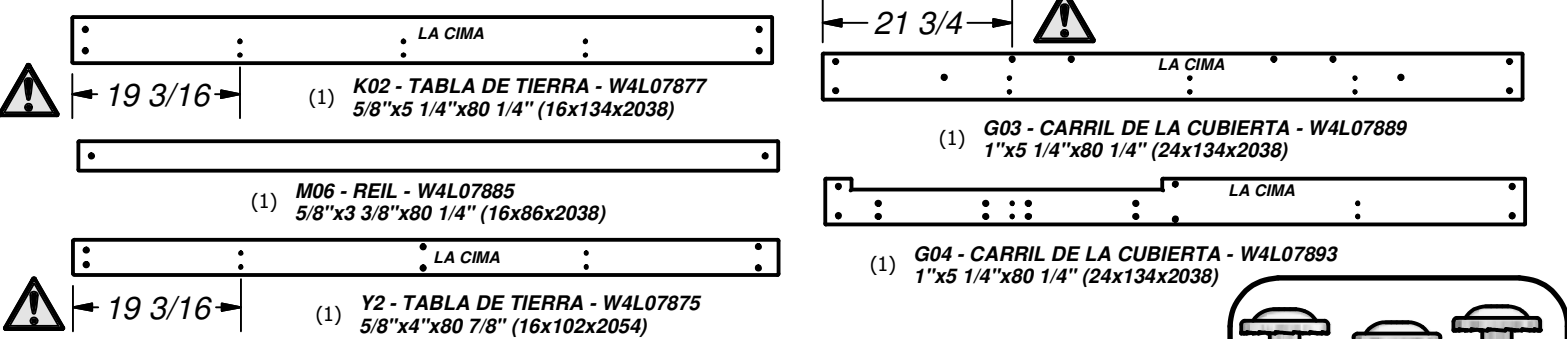 LA CIMA
19 3/16
(1) K02 - TABLA DE TIERRA - W4L07877
5/8"x5 1/4"x80 1/4" (16x134x2038)
(1) M06 - REIL - W4L07885
5/8"x3 3/8"x80 1/4" (16x86x2038)
LA CIMA
19 3/16
(1) Y2 - TABLA DE TIERRA - W4L07875
5/8"x4"x80 7/8" (16x102x2054)
21 3/4
LA CIMA
(1) G03 - CARRIL DE LA CUBIERTA - W4L07889
1"x5 1/4"x80 1/4" (24x134x2038)
LA CIMA
(1) G04 - CARRIL DE LA CUBIERTA - W4L07893
1"x5 1/4"x80 1/4" (24x134x2038)